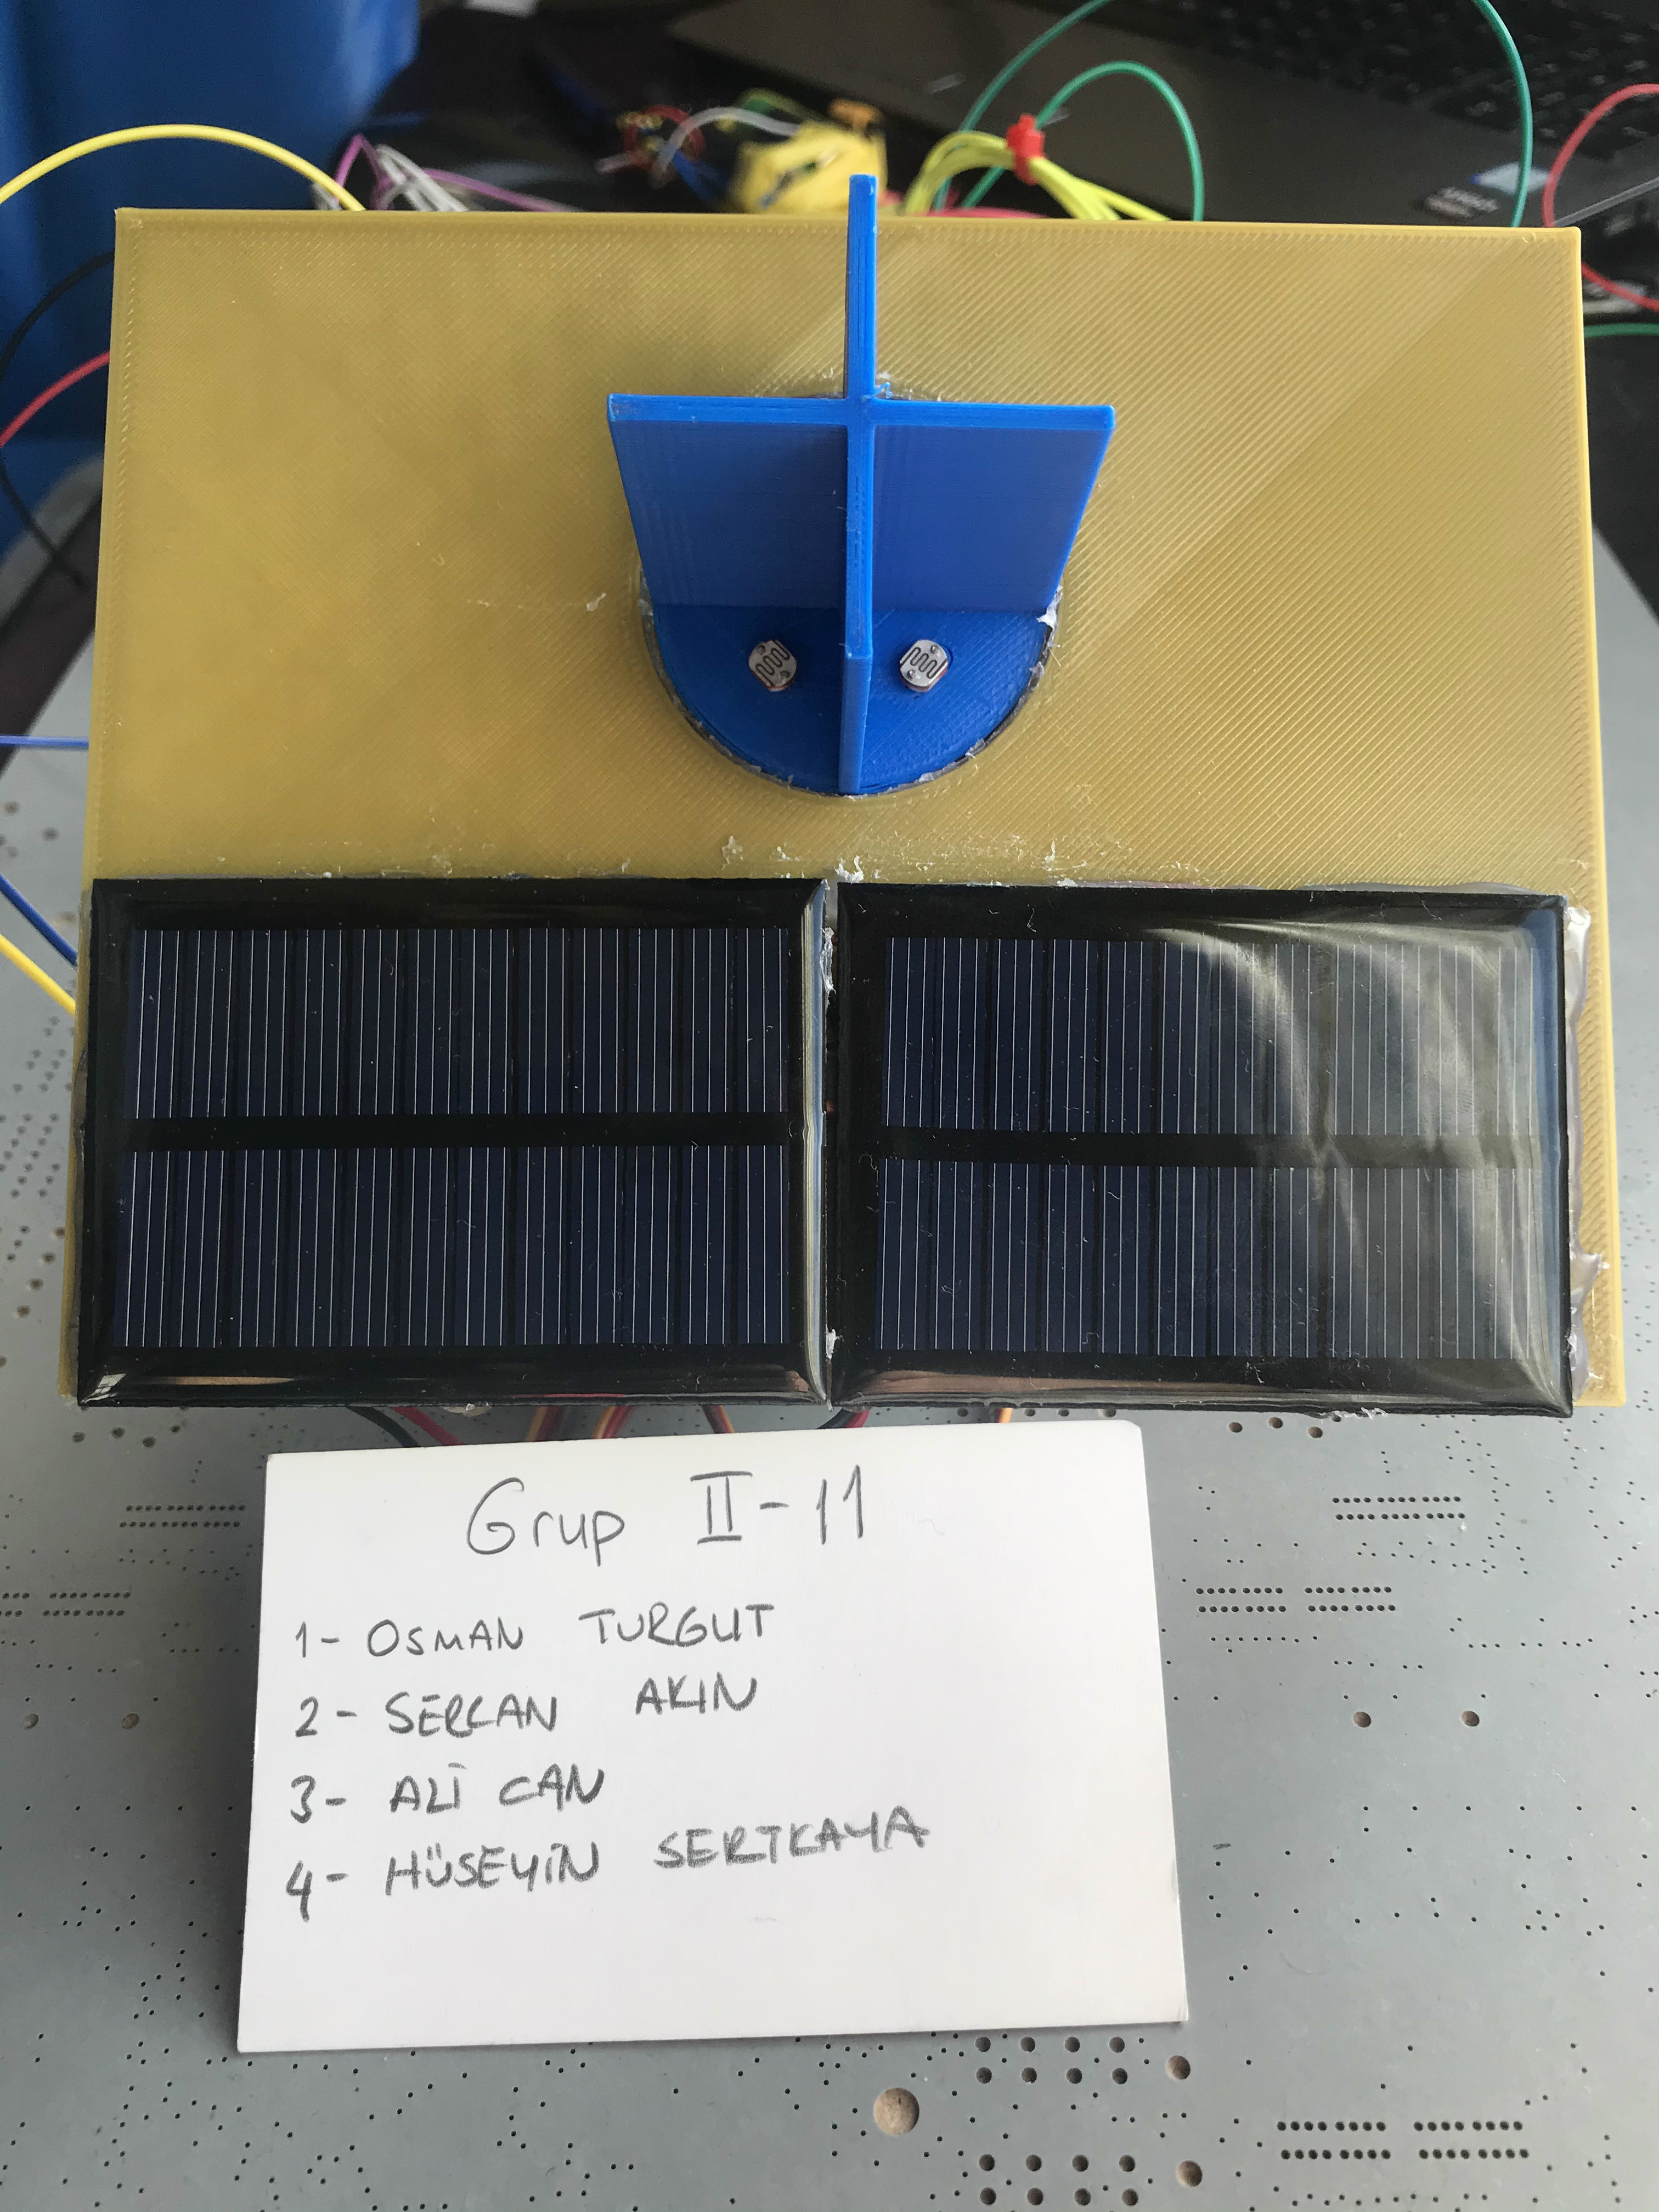 Grup II-11
1- OSMAN TURGUT
2- SERCAN AKIN
3- ALİ CAN
4- HÜSEYİN SERTKAYA